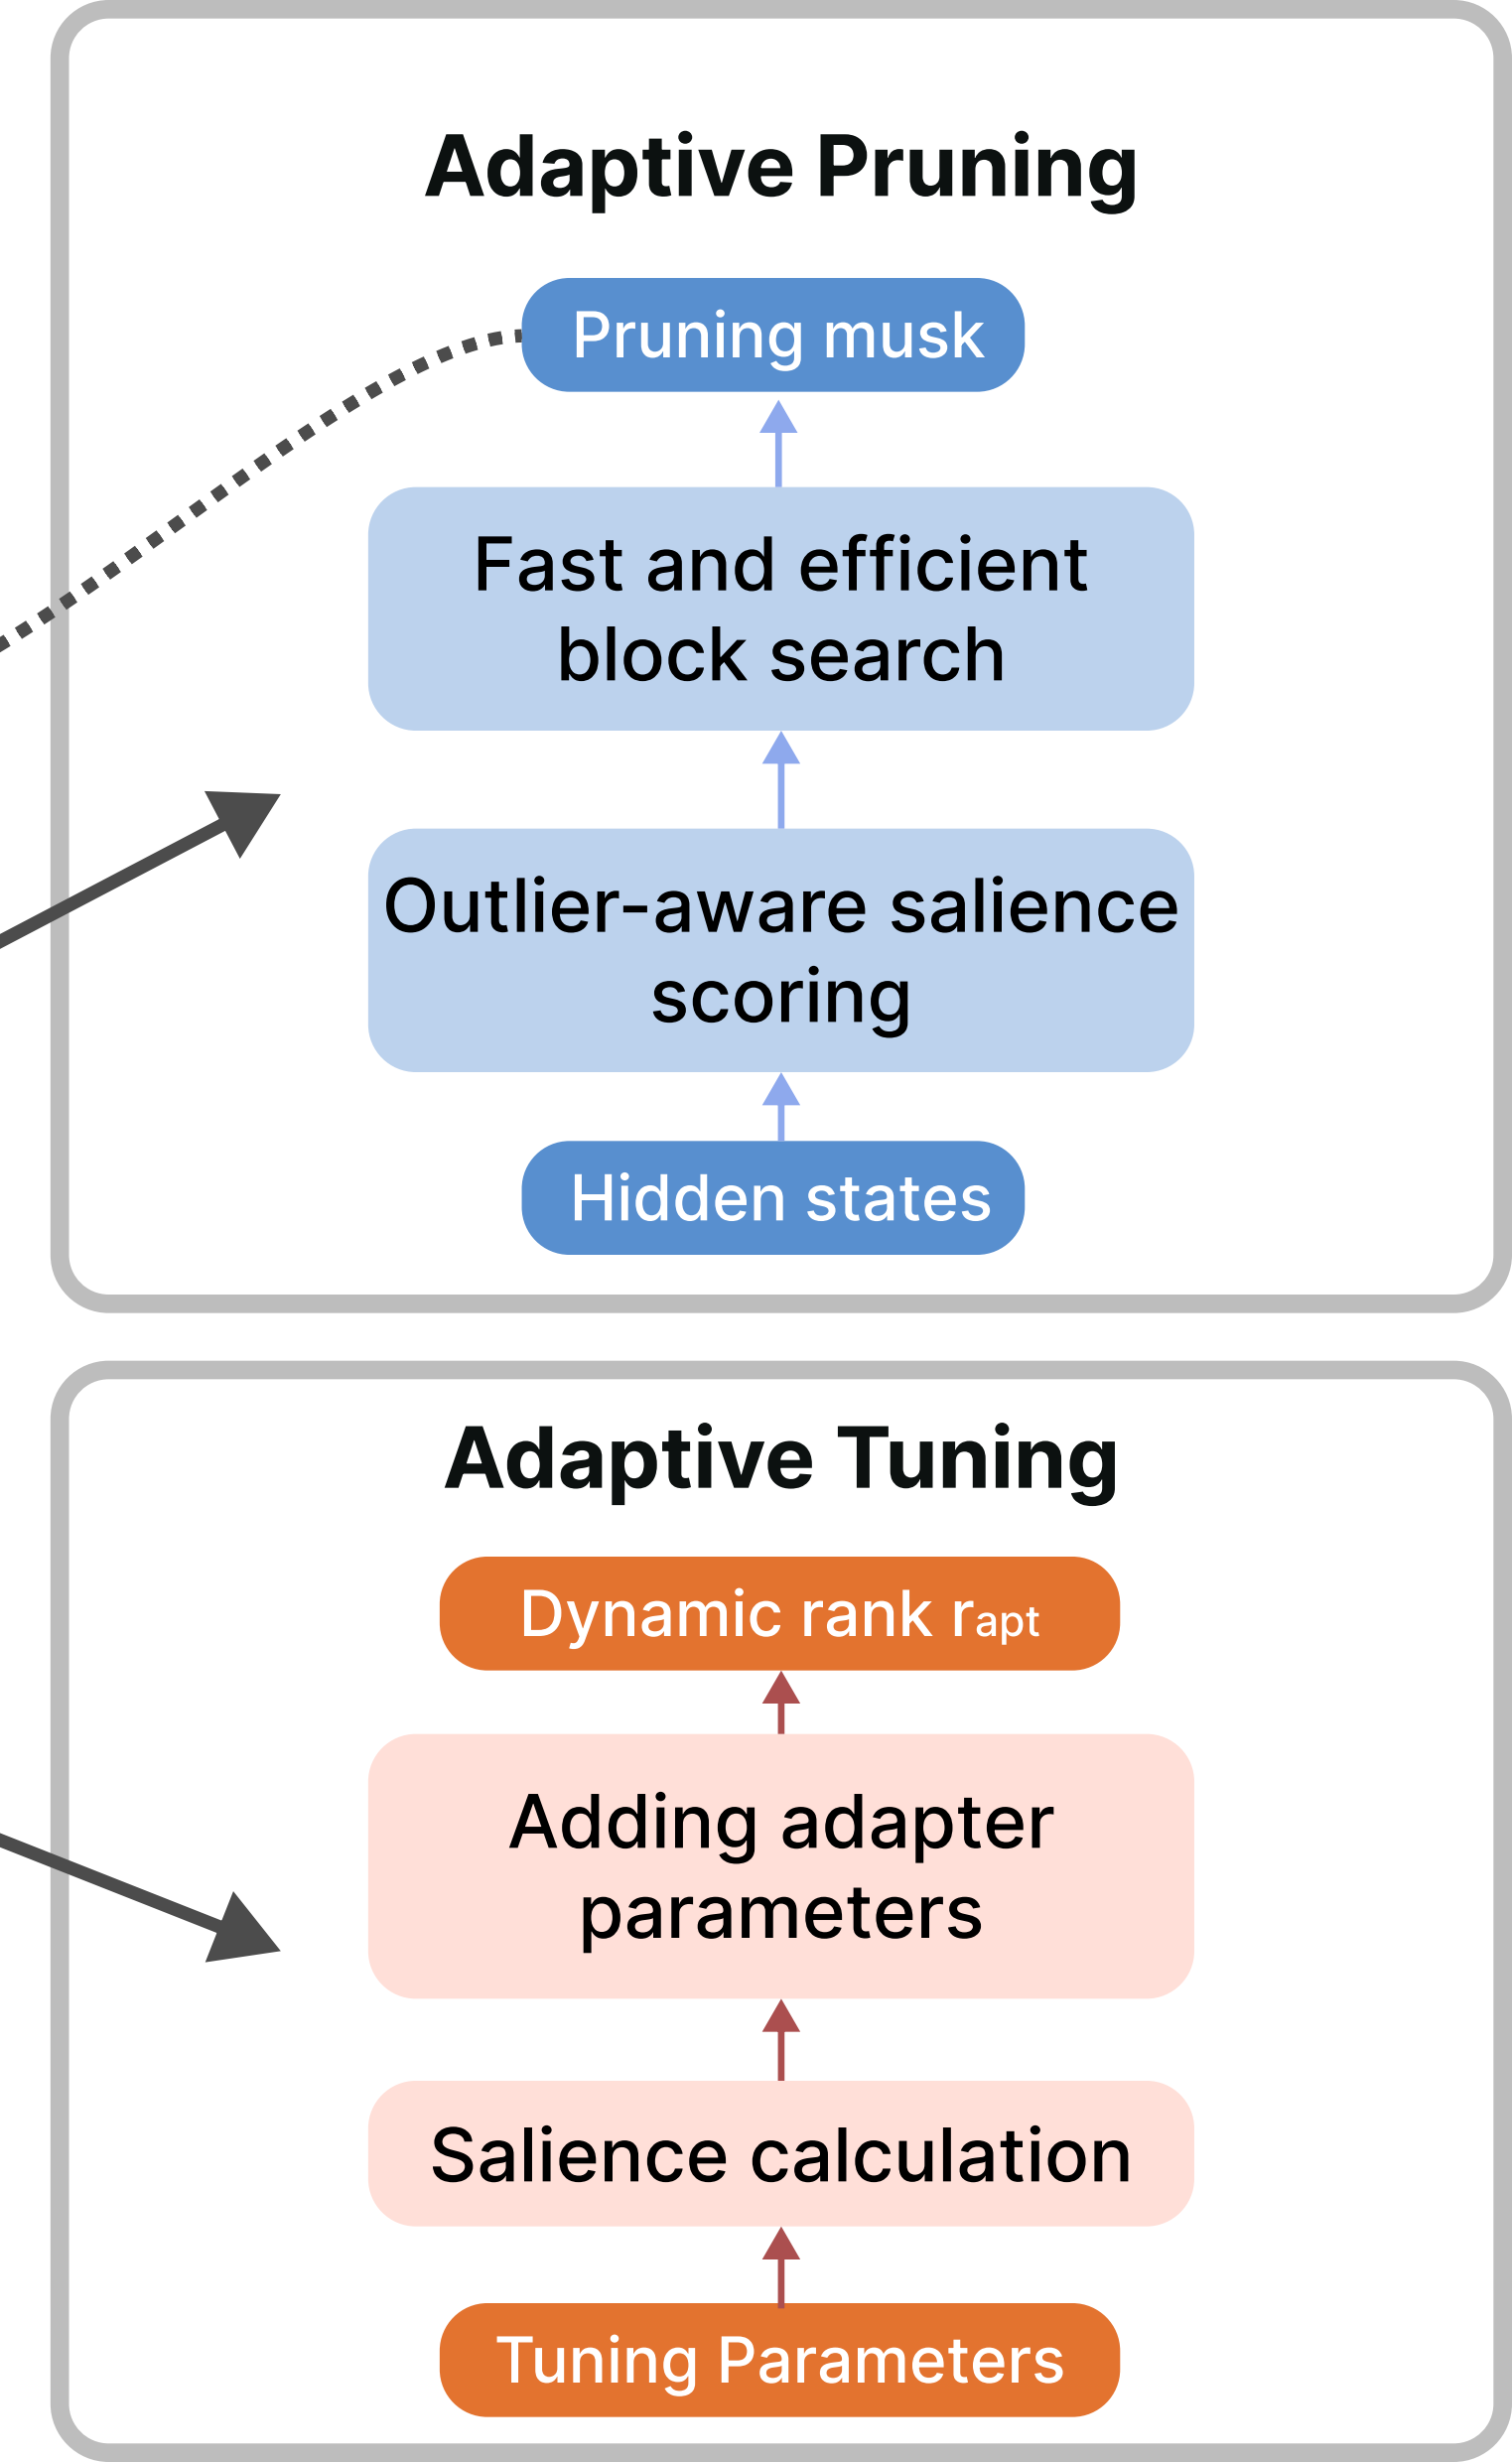 Adaptive Pruning
Pruning musk
Fast and efficient
block search
Outlier-aware salience
scoring
Hidden states
Adaptive Tuning
Dynamic rank rapt
Adding adapter
parameters
Salience calculation
Tuning Parameters